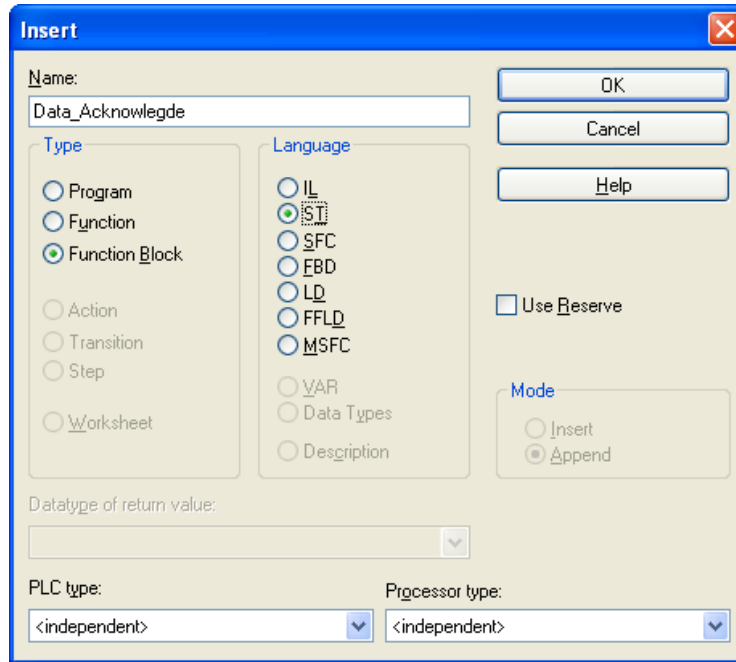 Insert
Name:
Data_Acknowlegde
OK
Cancel
Help
Type
Program
Function
Function Block
Action
Transition
Step
Worksheet
Language
IL
ST
SFC
FBD
LD
FFLD
MSFC
VAR
Data Types
Description
Use Reserve
Mode
Insert
Append
Datatype of return value:
PLC type:
<independent>
Processor type:
<independent>